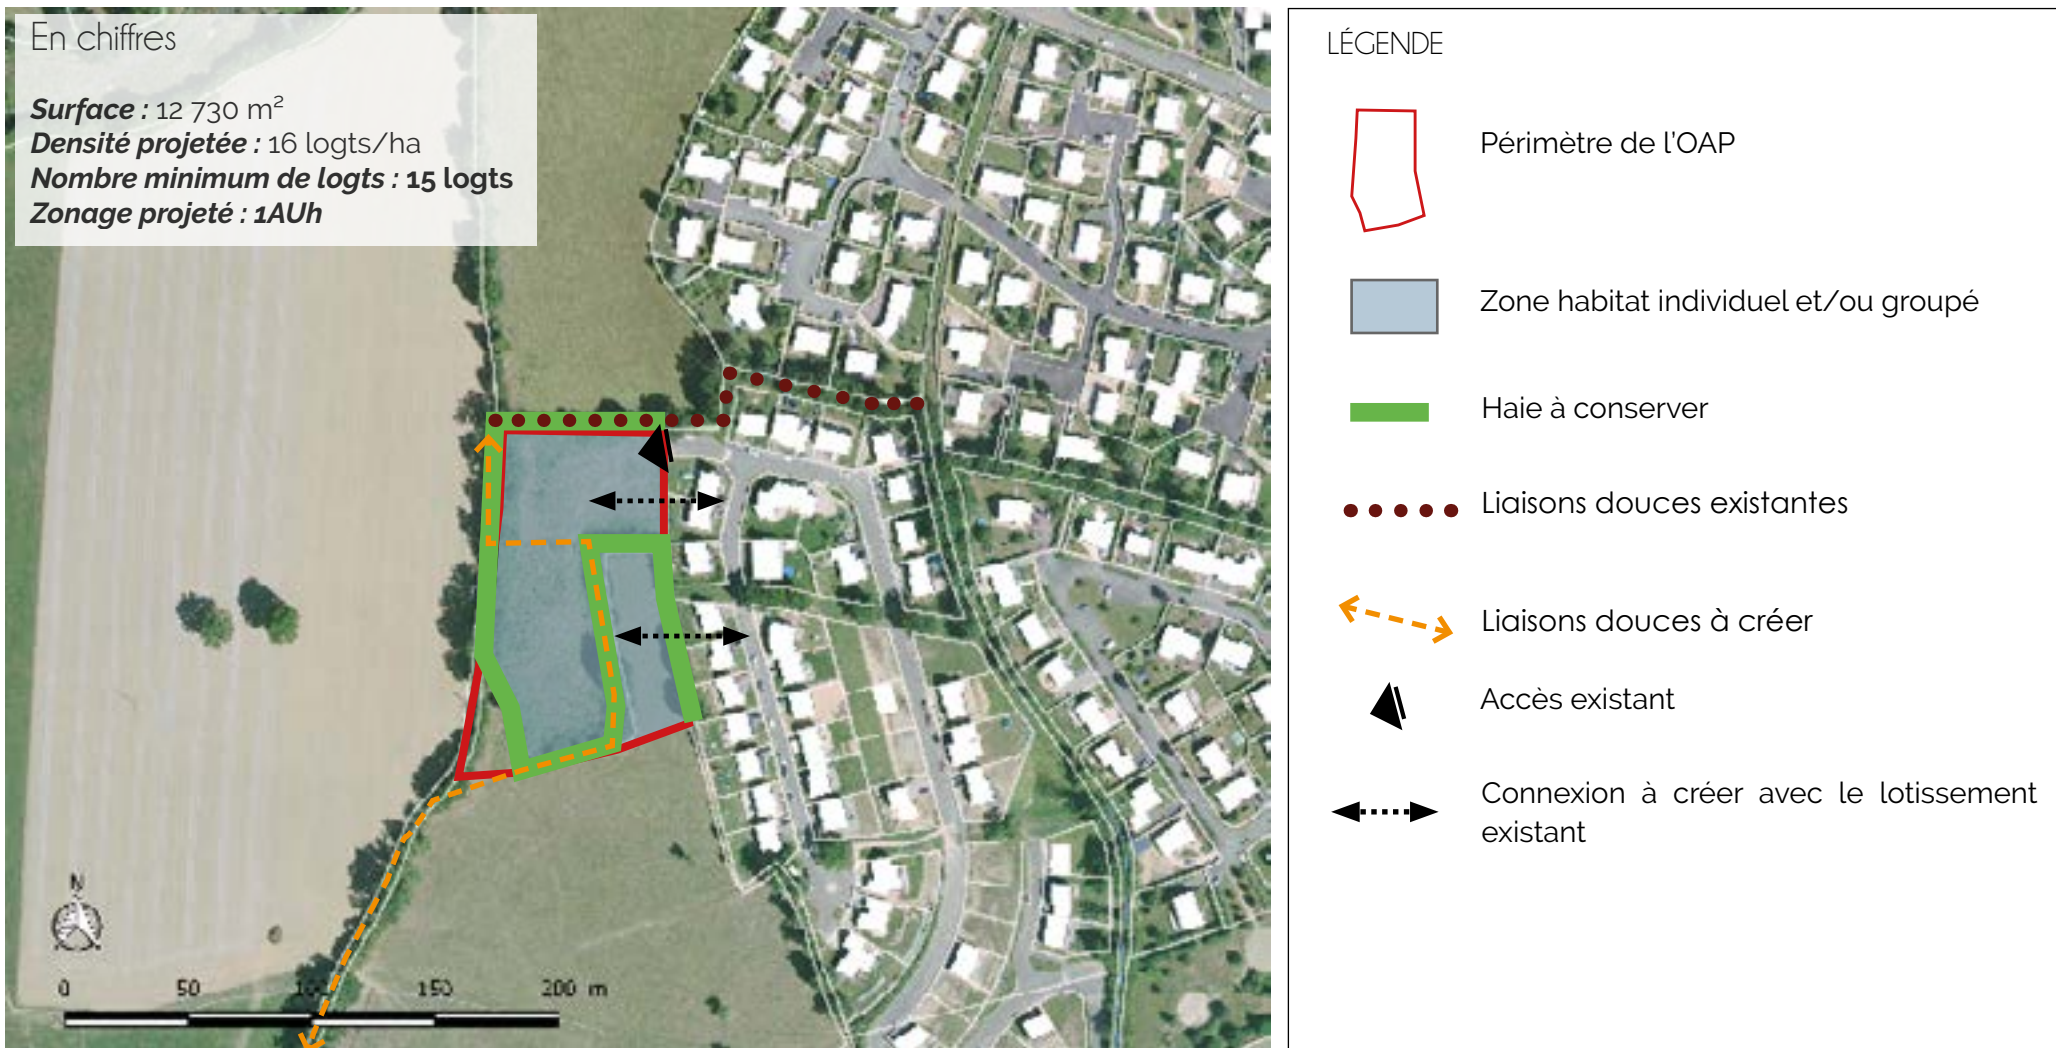 En chiffres
Surface : 12 730 m²
Densité projetée : 16 logts/ha
Nombre minimum de logts : 15 logts
Zonage projeté : 1AUh
N
0 50 100 150 200 m
LÉGENDE
Périmètre de l'OAP
Zone habitat individuel et/ou groupé
Haie à conserver
Liaisons douces existantes
Liaisons douces à créer
Accès existant
Connexion à créer avec le lotissement
existant